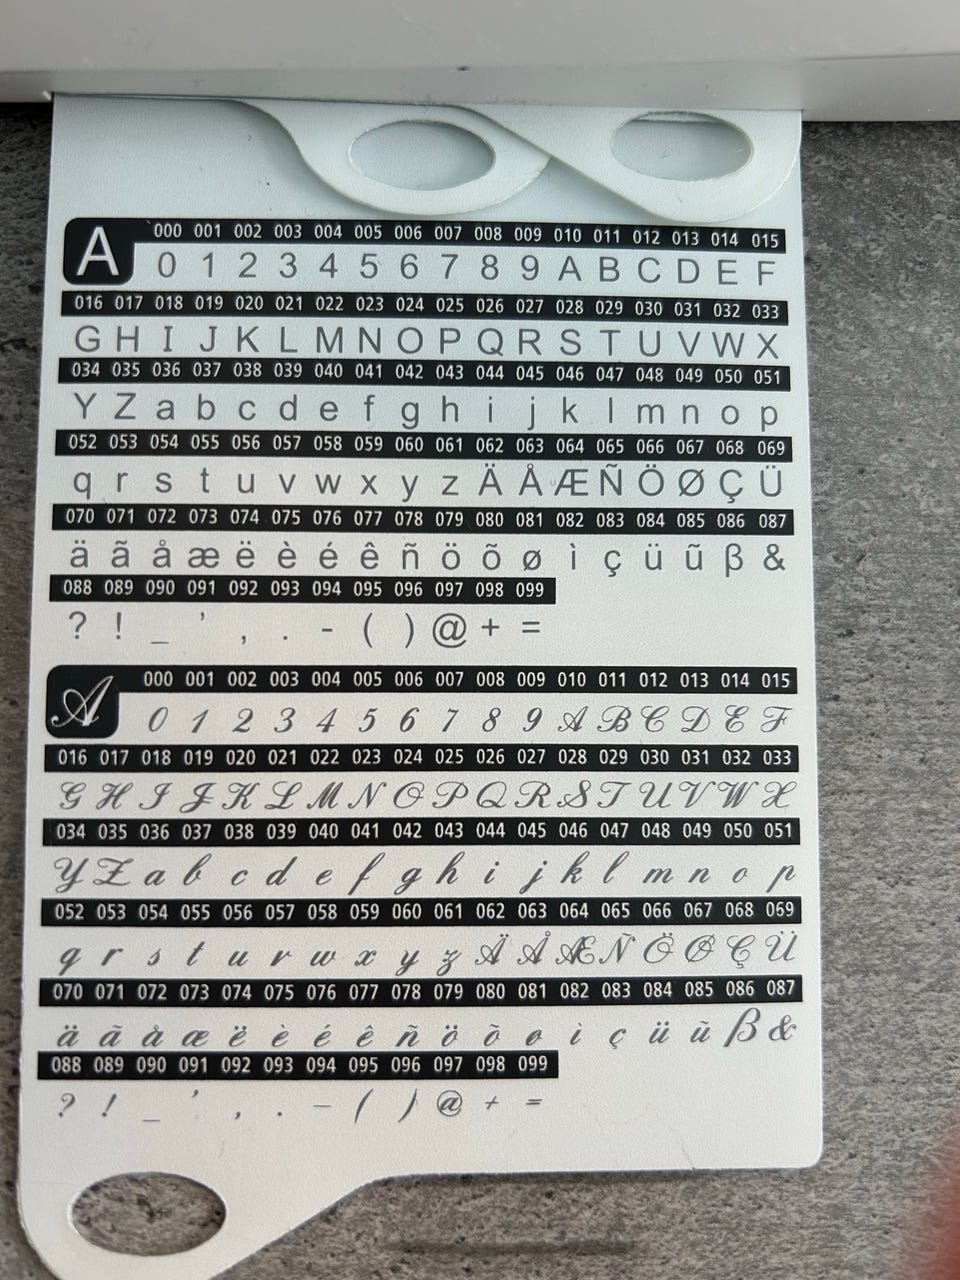 A 000 001 002 003 004 005 006 007 008 009 010 011 012 013 014 015
0 1 2 3 4 5 6 7 8 9 A B C D E F
016 017 018 019 020 021 022 023 024 025 026 027 028 029 030 031 032 033
G H I J K L M N O P Q R S T U V W X
034 035 036 037 038 039 040 041 042 043 044 045 046 047 048 049 050 051
Y Z a b c d e f g h i j k l m n o p
052 053 054 055 056 057 058 059 060 061 062 063 064 065 066 067 068 069
q r s t u v w x y z Ä Å Æ Ñ Ö Ø Ç Ü
070 071 072 073 074 075 076 077 078 079 080 081 082 083 084 085 086 087
ä ã å æ ë è é ê ñ ö õ ø ì ç ü ũ β &
088 089 090 091 092 093 094 095 096 097 098 099
? ! _ ’ , . - ( ) @ + =
A 000 001 002 003 004 005 006 007 008 009 010 011 012 013 014 015
0 1 2 3 4 5 6 7 8 9 A B C D E F
016 017 018 019 020 021 022 023 024 025 026 027 028 029 030 031 032 033
G H I J K L M N O P Q R S T U V W X
034 035 036 037 038 039 040 041 042 043 044 045 046 047 048 049 050 051
Y Z a b c d e f g h i j k l m n o p
052 053 054 055 056 057 058 059 060 061 062 063 064 065 066 067 068 069
q r s t u v w x y z Ä Å Æ Ñ Ö Ø Ç Ü
070 071 072 073 074 075 076 077 078 079 080 081 082 083 084 085 086 087
ä ã å æ ë è é ê ñ ö õ ø ì ç ü ũ β &
088 089 090 091 092 093 094 095 096 097 098 099
? ! _ ’ , . - ( ) @ + =